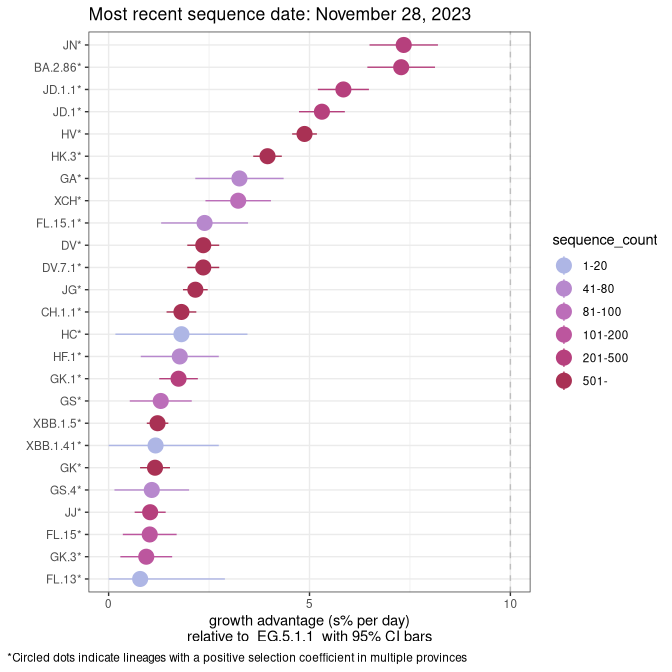 Most recent sequence date: November 28, 2023
JN*
BA.2.86*
JD.1.1*
JD.1*
HV*
HK.3*
GA*
XCH*
FL.15.1*
DV*
DV.7.1*
JG*
CH.1.1*
HC*
HF.1*
GK.1*
GS*
XBB.1.5*
XBB.1.41*
GK*
GS.4*
JJ*
FL.15*
GK.3*
FL.13*
0 5 10
growth advantage (s% per day)
relative to EG.5.1.1 with 95% CI bars
sequence_count
1-20
41-80
81-100
101-200
201-500
501-
*Circled dots indicate lineages with a positive selection coefficient in multiple provinces